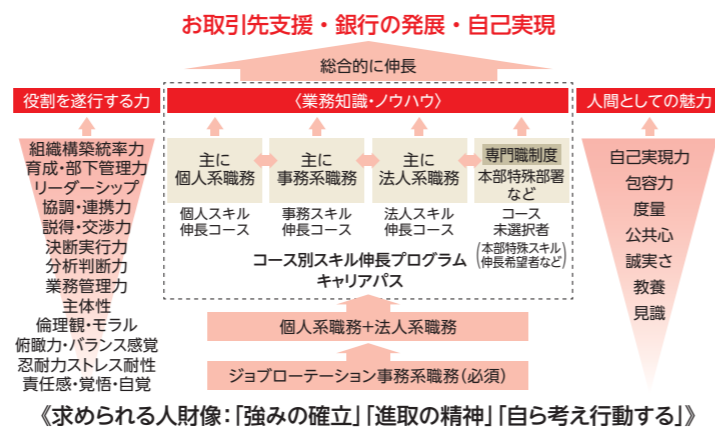 お取引先支援・銀行の発展・自己実現
総合的に伸長
役割を遂行する力
〈業務知識・ノウハウ〉
人間としての魅力
組織構築統率力
育成・部下管理力
リーダーシップ
協調・連携力
説得・交渉力
決断実行力
分析判断力
業務管理力
主体性
倫理観・モラル
俯瞰力・バランス感覚
忍耐力ストレス耐性
責任感・覚悟・自覚
主に
個人系職務
個人スキル
伸長コース
主に
事務系職務
事務スキル
伸長コース
主に
法人系職務
法人スキル
伸長コース
専門職制度
本部特殊部署
など
コース
未選択者
(本部特殊スキル
伸長希望者など)
コース別スキル伸長プログラム
キャリアパス
個人系職務+法人系職務
ジョブローテーション事務系職務(必須)
自己実現力
包容力
度量
公共心
誠実さ
教養
見識
《求められる人財像:「強みの確立」「進取の精神」「自ら考え行動する」》